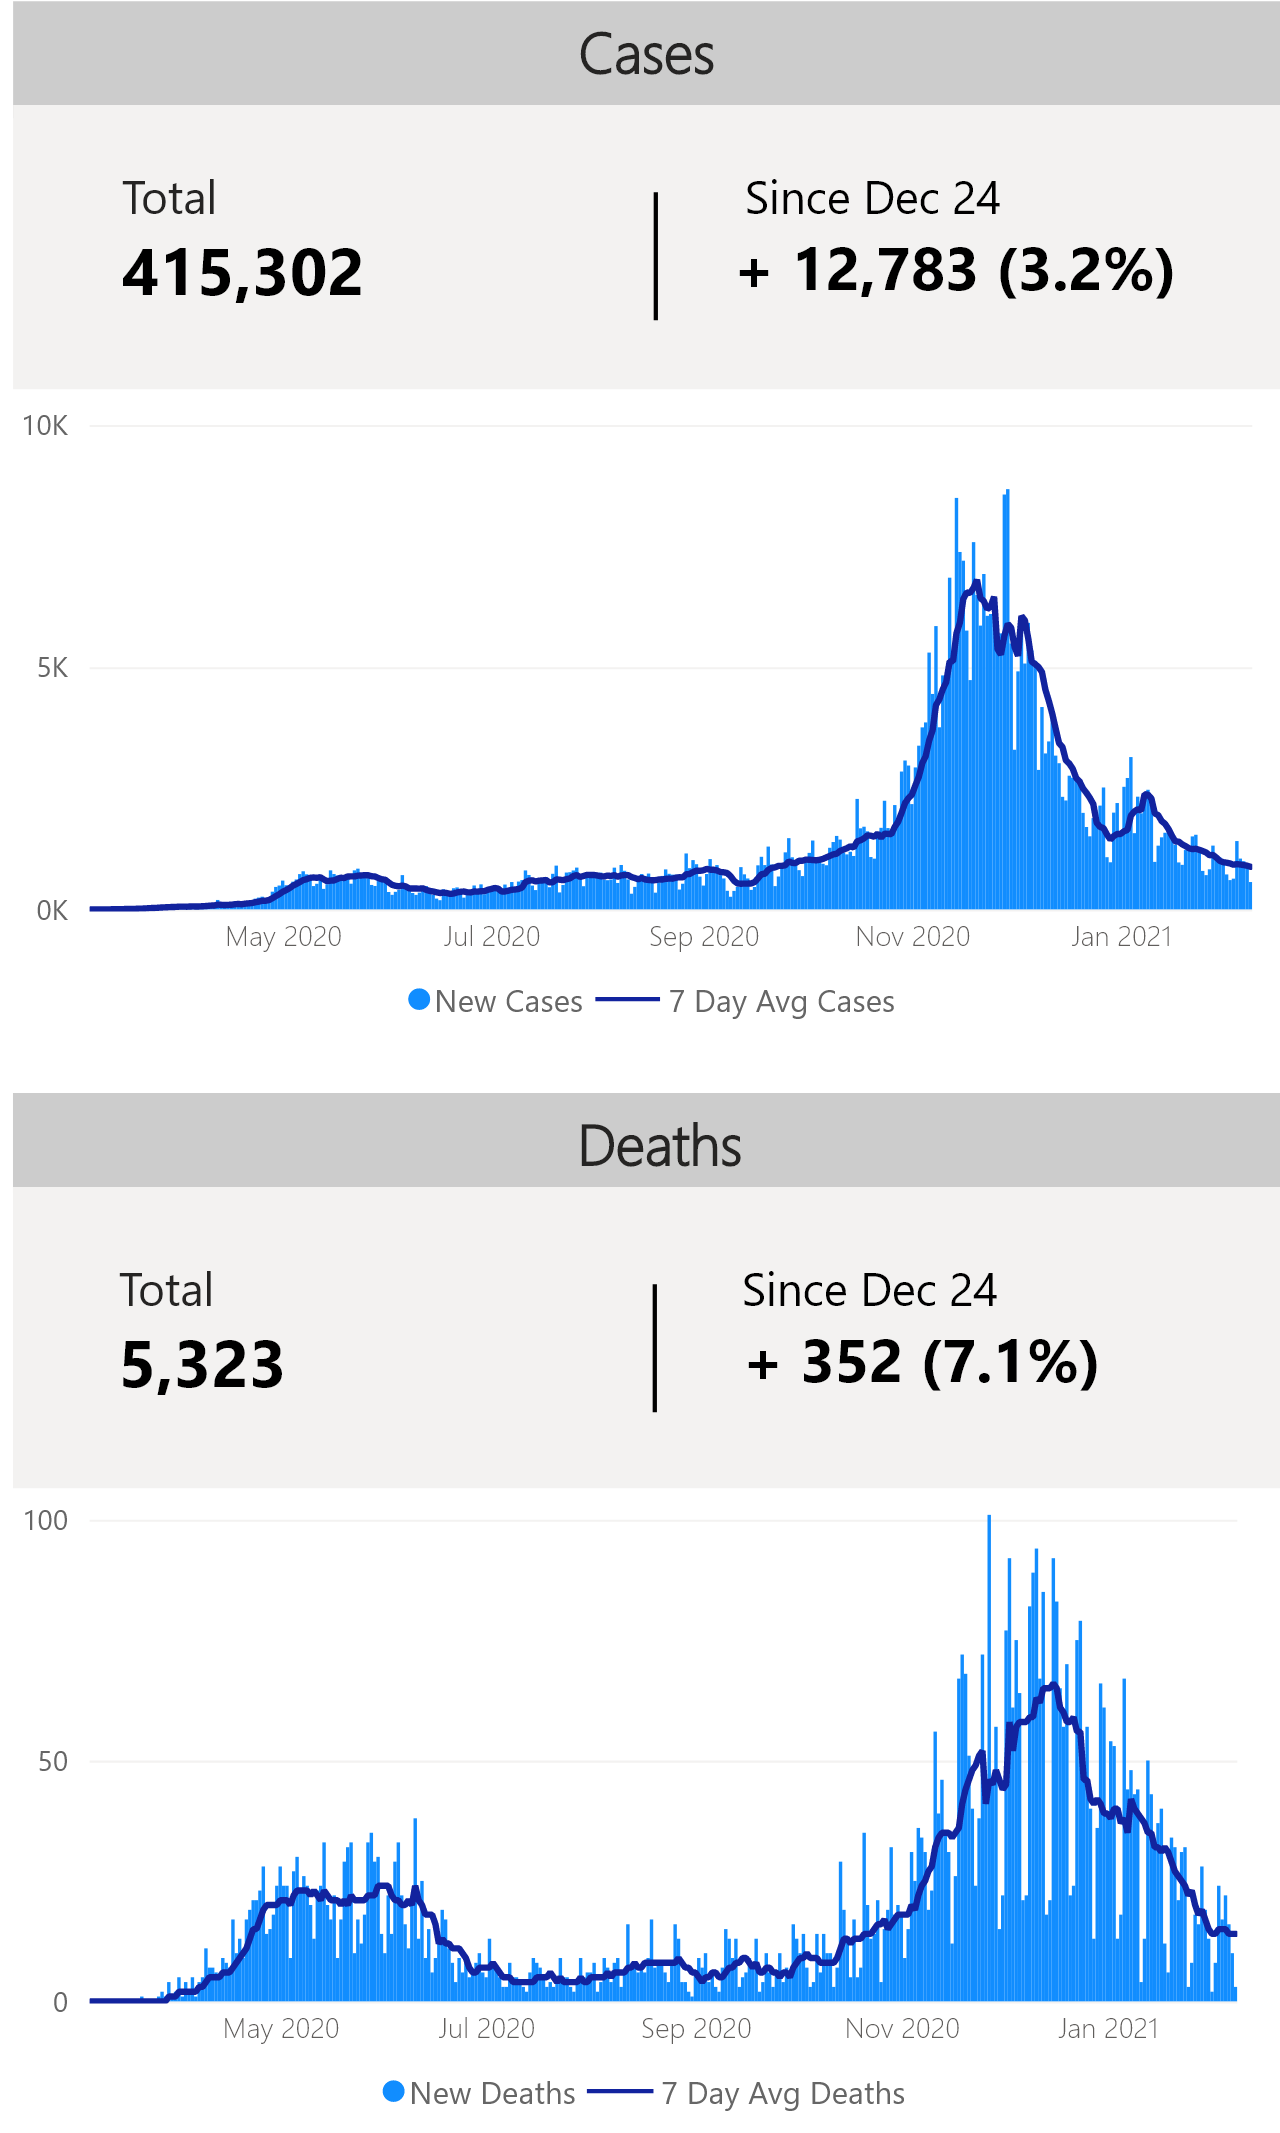 Cases
Total
Since Dec 24
415,302
+ 12,783 (3.2%)
10K
5K
0K
May 2020
Jul 2020
Sep 2020
Nov 2020
Jan 2021
New Cases
7 Day Avg Cases
Deaths
Total
Since Dec 24
5,323
+ 352 (7.1%)
100
50
0
May 2020
Jul 2020
Sep 2020
Nov 2020
Jan 2021
New Deaths
7 Day Avg Deaths